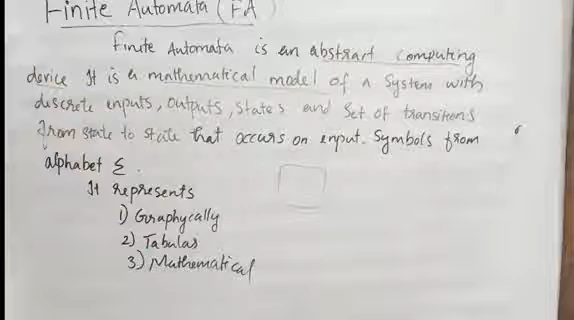 Finite Automata (FA)
Finite Automata is an abstract computing
device It is a mathematical model of a System with
discrete inputs, outputs, states and Set of transitions
from state to state that occurs on input Symbols from
alphabet Σ.
It represents
1) Graphycally
2) Tabular
3) Mathematical